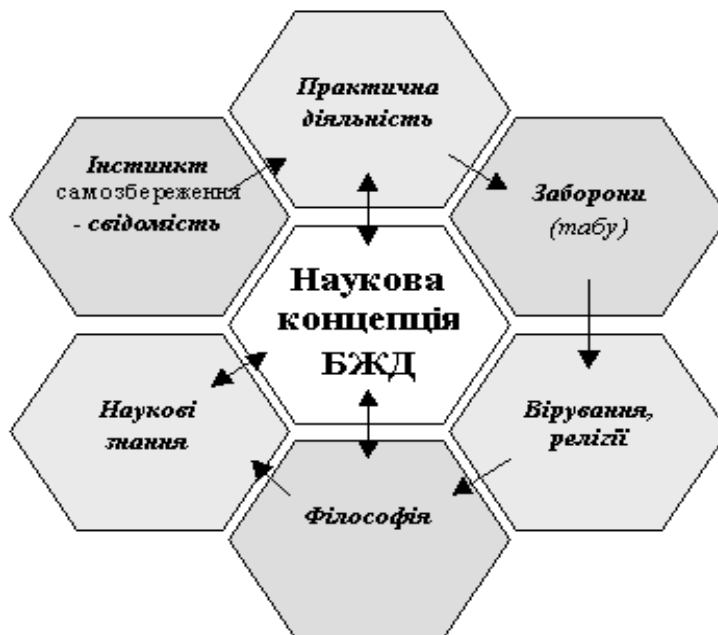 Практична
діяльність
Інстинкт
самозбереження
- свідомість
Заборони
(табу)
Наукова
концепція
БЖД
Наукові
знання
Вірування,
релігії
Філософія